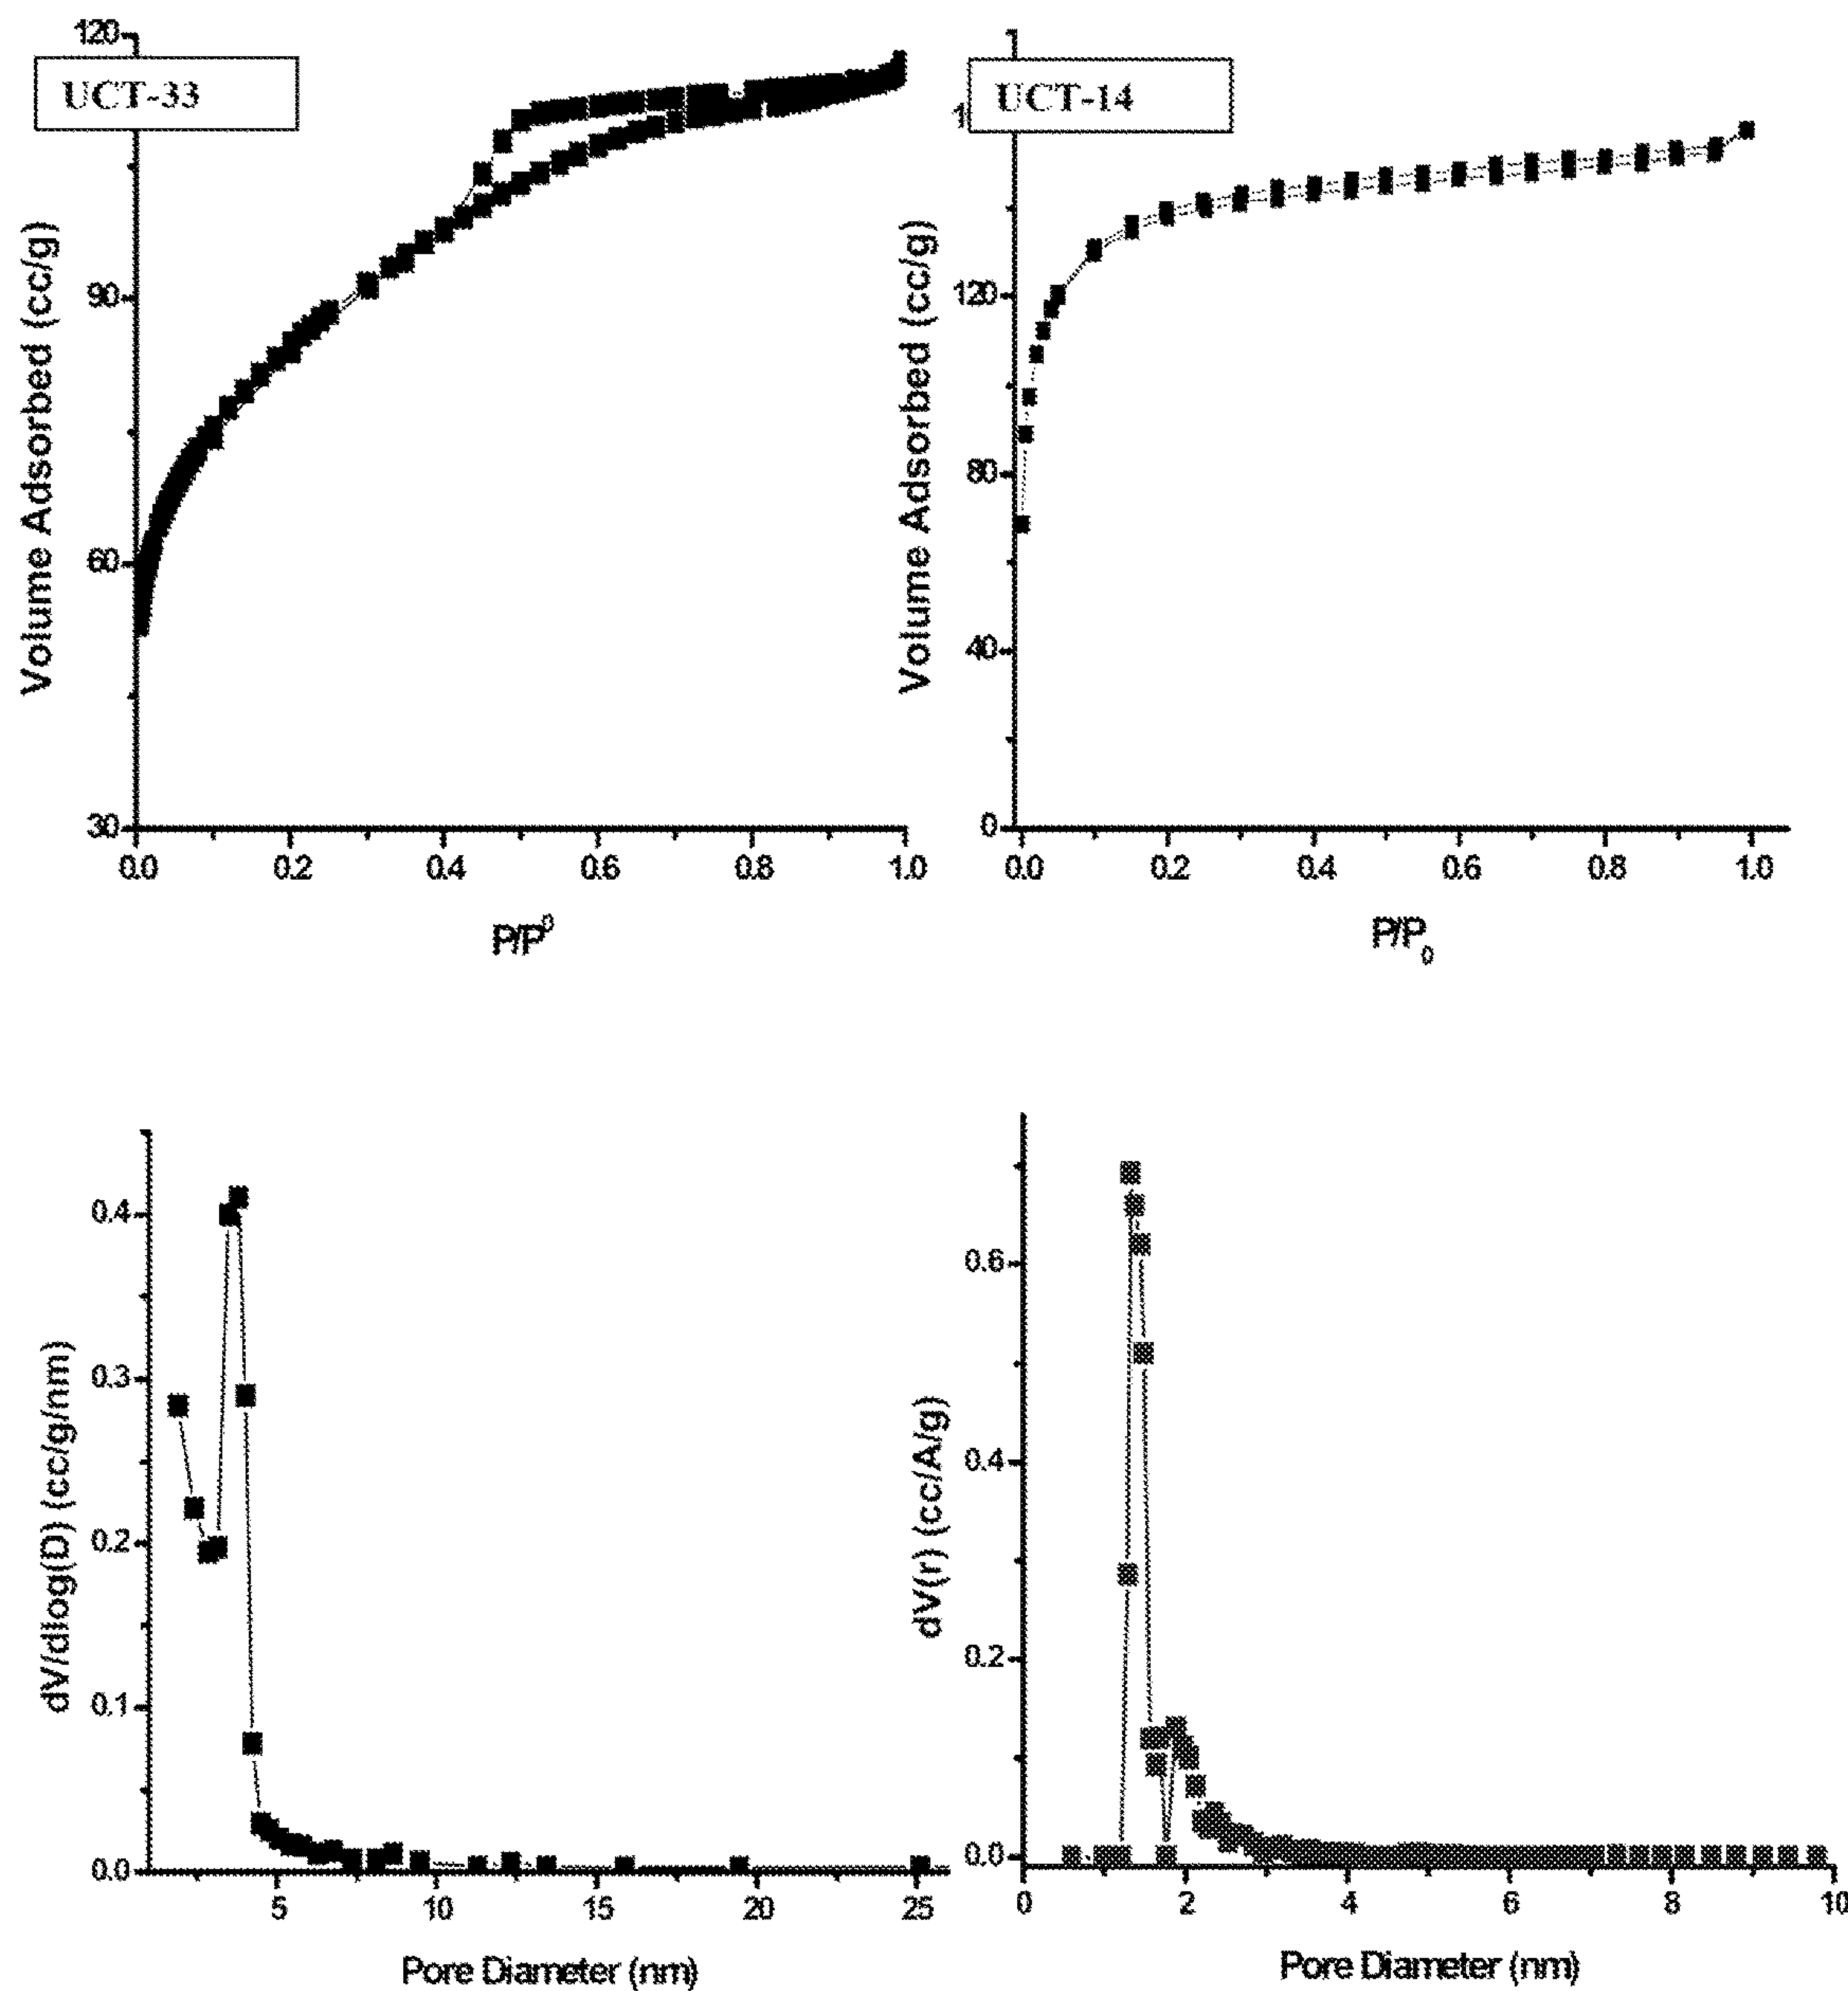 120
UCT-33
90
60
30
0.0 0.2 0.4 0.6 0.8 1.0
Volume Adsorbed (cc/g)
P/P⁰
UCT-14
120
80
40
0
0.0 0.2 0.4 0.6 0.8 1.0
Volume Adsorbed (cc/g)
P/P₀
0.4
0.3
0.2
0.1
0.0
5 10 15 20 25
dV/dlog(D) (cc/g/nm)
Pore Diameter (nm)
0.6
0.4
0.2
0.0
0 2 4 6 8 10
dV(r) (cc/A/g)
Pore Diameter (nm)